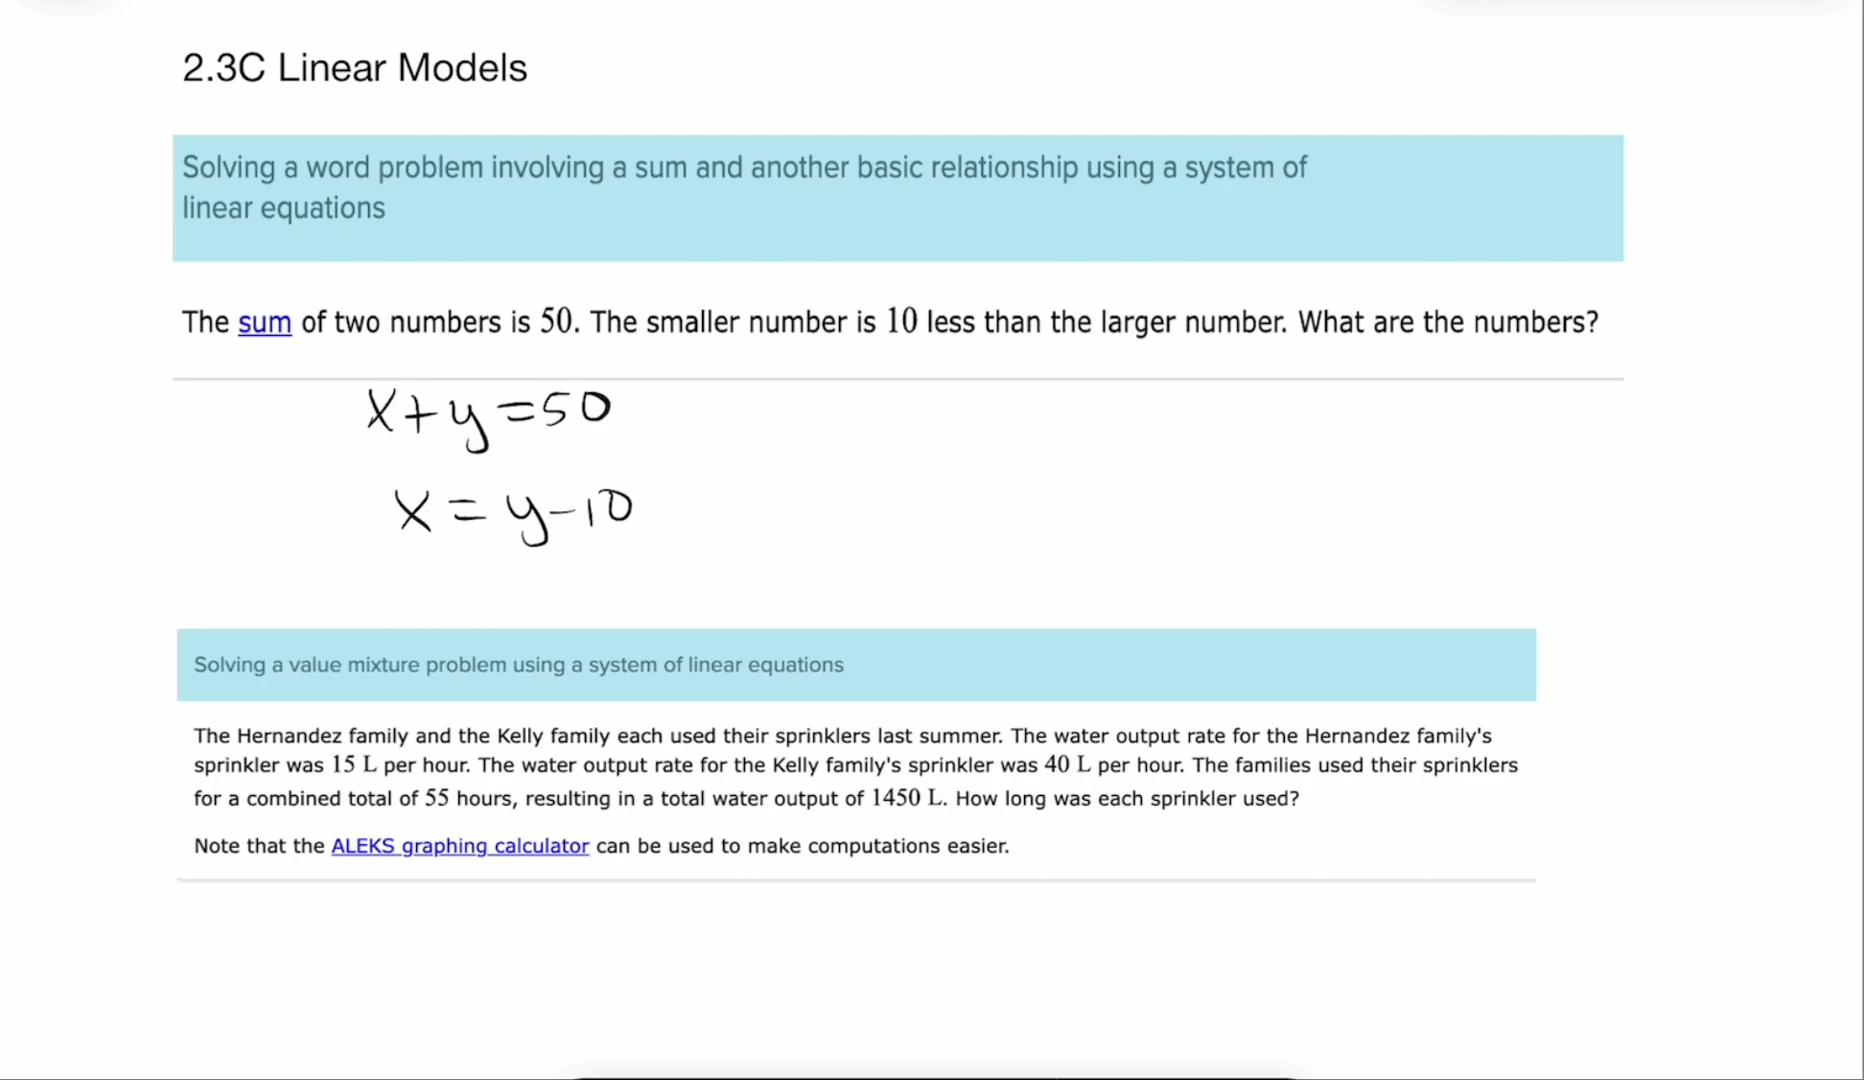 2.3C Linear Models
Solving a word problem involving a sum and another basic relationship using a system of
linear equations
The sum of two numbers is 50. The smaller number is 10 less than the larger number. What are the numbers?
x+y=50
x=y-10
Solving a value mixture problem using a system of linear equations
The Hernandez family and the Kelly family each used their sprinklers last summer. The water output rate for the Hernandez family's
sprinkler was 15 L per hour. The water output rate for the Kelly family's sprinkler was 40 L per hour. The families used their sprinklers
for a combined total of 55 hours, resulting in a total water output of 1450 L. How long was each sprinkler used?
Note that the ALEKS graphing calculator can be used to make computations easier.